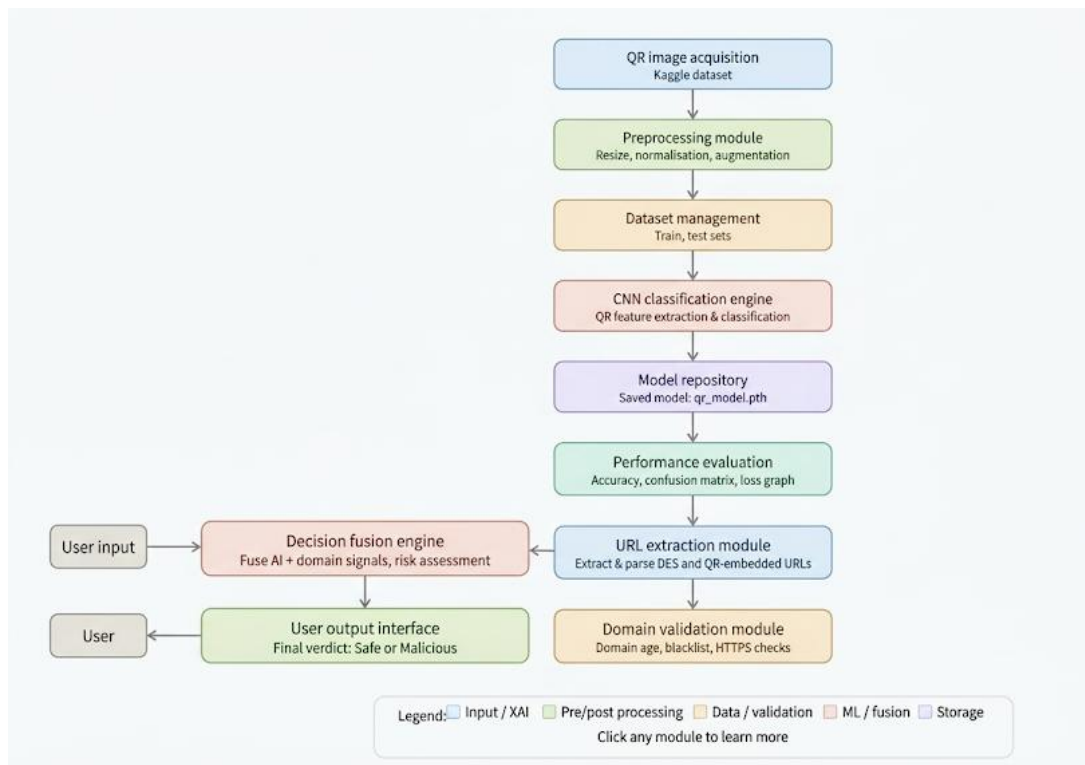 QR image acquisition
Kaggle dataset
Preprocessing module
Resize, normalisation, augmentation
Dataset management
Train, test sets
CNN classification engine
QR feature extraction & classification
Model repository
Saved model: qr_model.pth
Performance evaluation
Accuracy, confusion matrix, loss graph
User input
Decision fusion engine
Fuse AI + domain signals, risk assessment
URL extraction module
Extract & parse DES and QR-embedded URLs
User
User output interface
Final verdict: Safe or Malicious
Domain validation module
Domain age, blacklist, HTTPS checks
Legend: Input / XAI Pre/post processing Data / validation ML / fusion Storage
Click any module to learn more